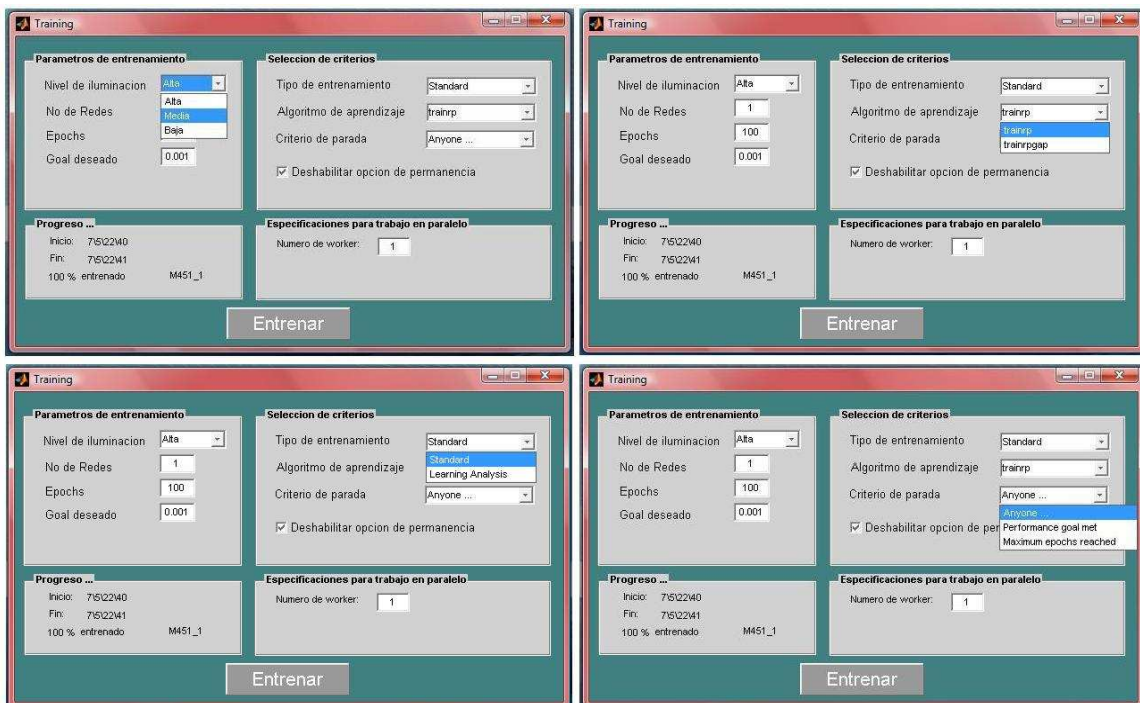 Training
Parametros de entrenamiento
Nivel de iluminacion Alta
Alta
Media
Baja
No de Redes
Epochs
Goal deseado 0.001
Seleccion de criterios
Tipo de entrenamiento Standard
Algoritmo de aprendizaje trainrp
Criterio de parada Anyone ...
Deshabilitar opcion de permanencia
Progreso ...
Inicio: 7\5\22\40
Fin: 7\5\22\41
100 % entrenado M451_1
Especificaciones para trabajo en paralelo
Numero de worker: 1
Entrenar
Training
Parametros de entrenamiento
Nivel de iluminacion Alta
No de Redes 1
Epochs 100
Goal deseado 0.001
Seleccion de criterios
Tipo de entrenamiento Standard
Algoritmo de aprendizaje trainrp
trainrp
trainrpgap
Criterio de parada
Deshabilitar opcion de permanencia
Progreso ...
Inicio: 7\5\22\40
Fin: 7\5\22\41
100 % entrenado M451_1
Especificaciones para trabajo en paralelo
Numero de worker: 1
Entrenar
Training
Parametros de entrenamiento
Nivel de iluminacion Alta
No de Redes 1
Epochs 100
Goal deseado 0.001
Seleccion de criterios
Tipo de entrenamiento Standard
Standard
Learning Analysis
Algoritmo de aprendizaje
Criterio de parada Anyone ...
Deshabilitar opcion de permanencia
Progreso ...
Inicio: 7\5\22\40
Fin: 7\5\22\41
100 % entrenado M451_1
Especificaciones para trabajo en paralelo
Numero de worker: 1
Entrenar
Training
Parametros de entrenamiento
Nivel de iluminacion Alta
No de Redes 1
Epochs 100
Goal deseado 0.001
Seleccion de criterios
Tipo de entrenamiento Standard
Algoritmo de aprendizaje trainrp
Criterio de parada Anyone ...
Anyone ...
Deshabilitar opcion de per Performance goal met
Maximum epochs reached
Progreso ...
Inicio: 7\5\22\40
Fin: 7\5\22\41
100 % entrenado M451_1
Especificaciones para trabajo en paralelo
Numero de worker: 1
Entrenar